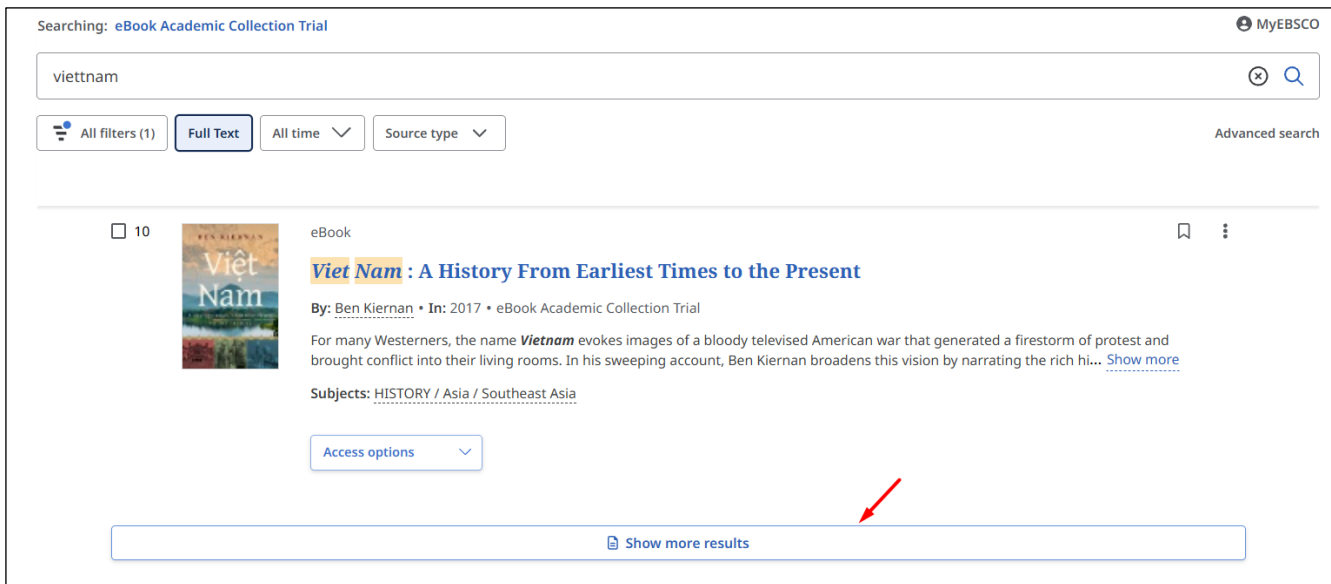 Searching: eBook Academic Collection Trial
MyEBSCO
viettnam
All filters (1)
Full Text
All time
Source type
Advanced search
10
BEN KIERNAN
Việt
Nam
eBook
Viet Nam : A History From Earliest Times to the Present
By: Ben Kiernan • In: 2017 • eBook Academic Collection Trial
For many Westerners, the name Vietnam evokes images of a bloody televised American war that generated a firestorm of protest and
brought conflict into their living rooms. In his sweeping account, Ben Kiernan broadens this vision by narrating the rich hi... Show more
Subjects: HISTORY / Asia / Southeast Asia
Access options
Show more results